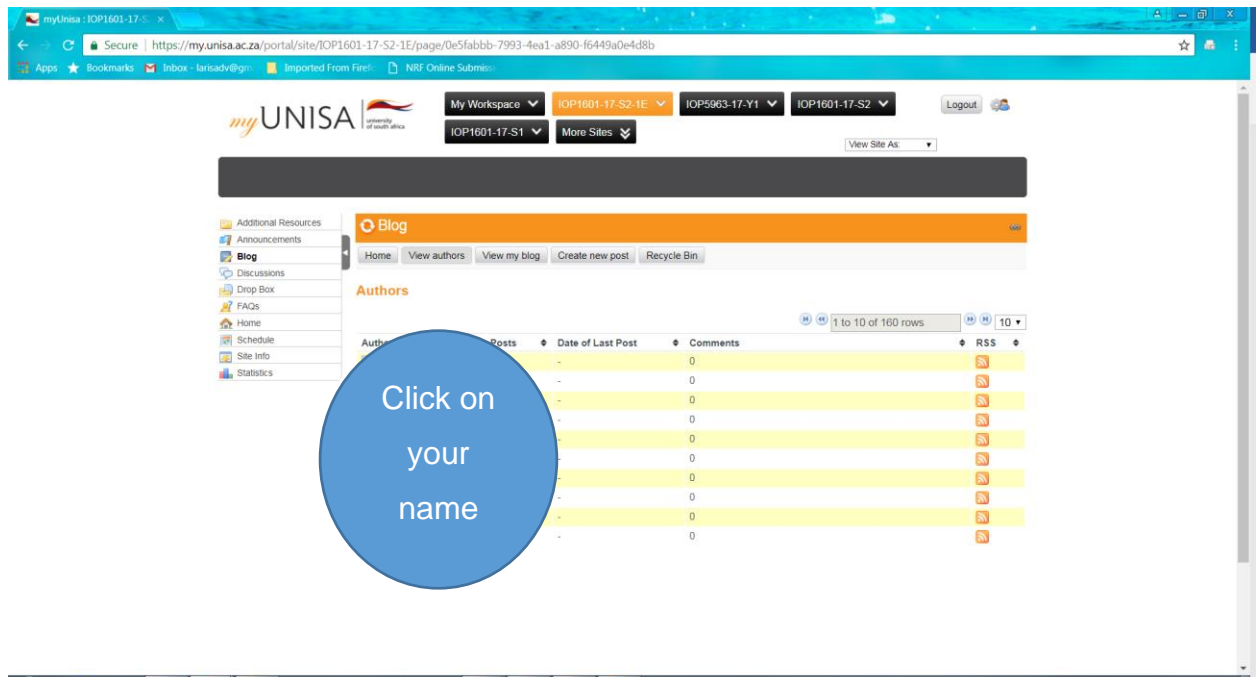 myUnisa : IOP1601-17-S
Secure | https://my.unisa.ac.za/portal/site/IOP1601-17-S2-1E/page/0e5fabbb-7993-4ea1-a890-f6449a0e4d8b
Apps Bookmarks Inbox - larisadv@gm Imported From Firefo NRF Online Submiss
myUNISA university of south africa
My Workspace IOP1601-17-S2-1E IOP5963-17-Y1 IOP1601-17-S2 Logout
IOP1601-17-S1 More Sites
View Site As:
Additional Resources
Announcements
Blog
Discussions
Drop Box
FAQs
Home
Schedule
Site Info
Statistics
Blog
Home View authors View my blog Create new post Recycle Bin
Authors
1 to 10 of 160 rows 10
Posts Date of Last Post Comments RSS
- 0
- 0
- 0
- 0
- 0
- 0
- 0
- 0
- 0
- 0
Click on
your
name